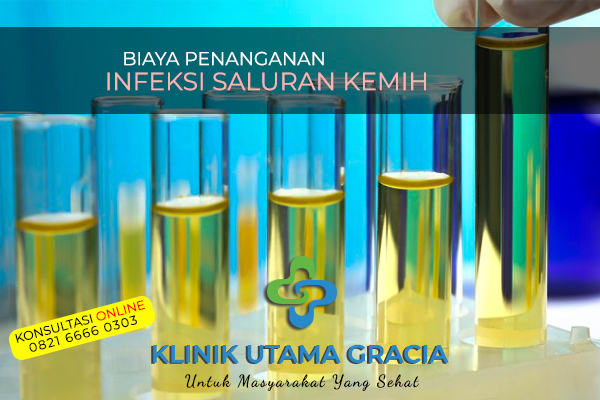 BIAYA PENANGANAN
INFEKSI SALURAN KEMIH
KONSULTASI ONLINE
0821 6666 0303
KLINIK UTAMA GRACIA
Untuk Masyarakat Yang Sehat